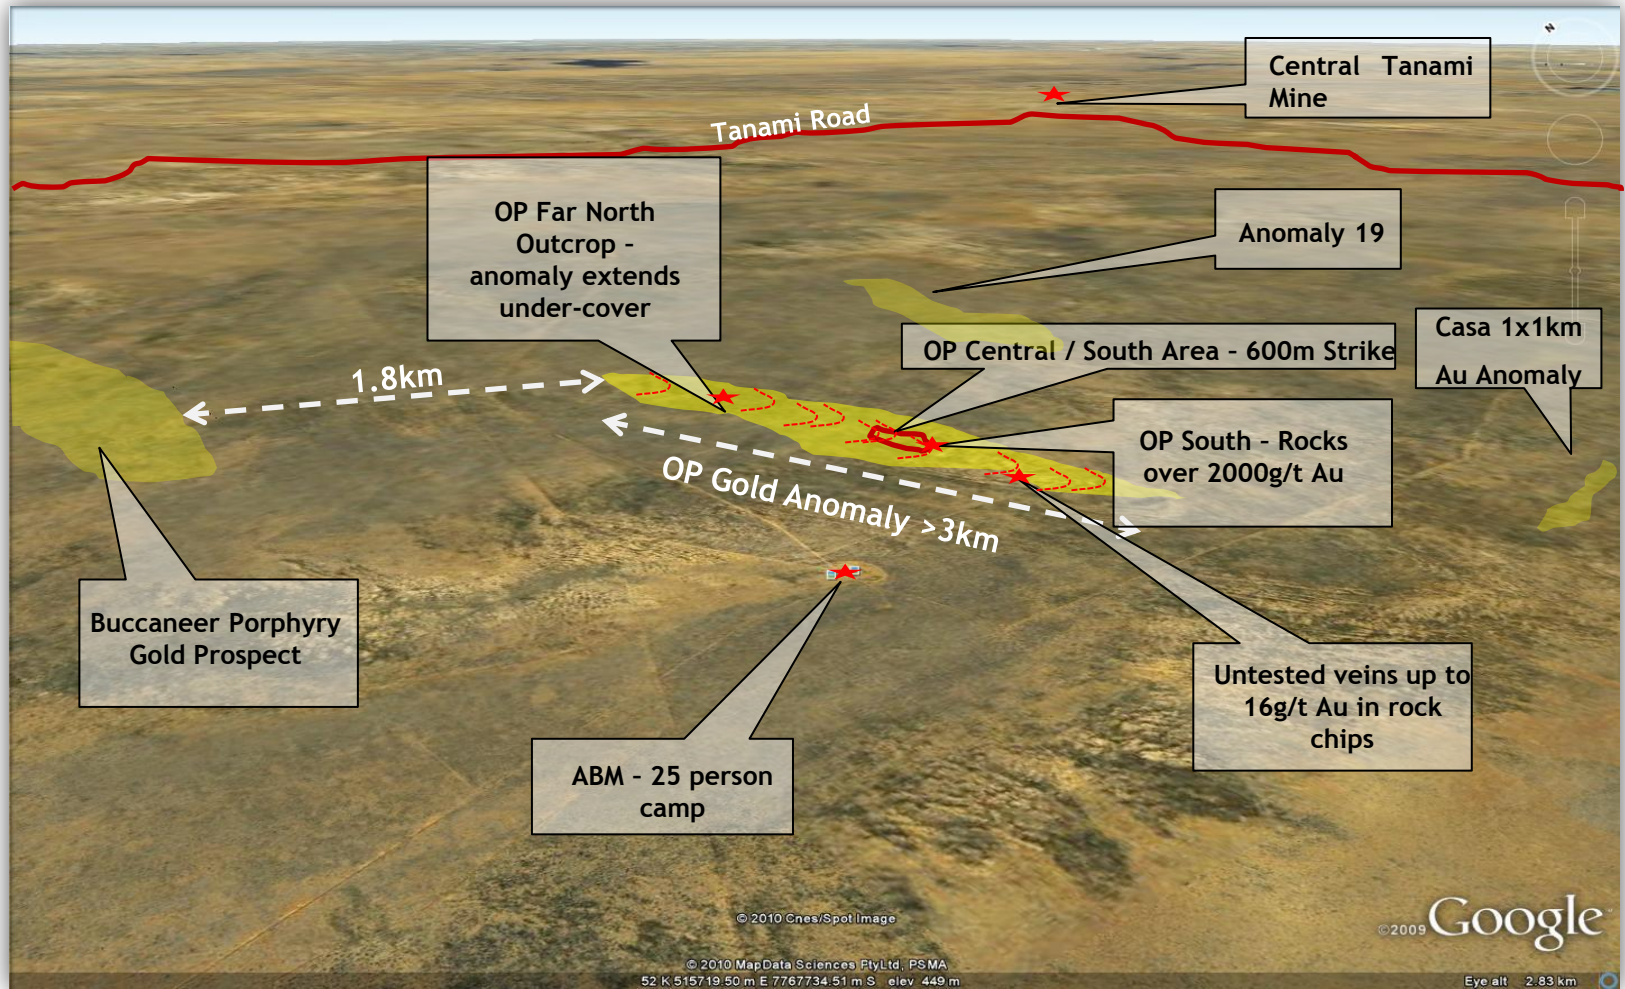 N
Central Tanami
Mine
Tanami Road
OP Far North
Outcrop -
anomaly extends
under-cover
Anomaly 19
Casa 1x1km
Au Anomaly
OP Central / South Area - 600m Strike
1.8km
OP South - Rocks
over 2000g/t Au
OP Gold Anomaly >3km
Buccaneer Porphyry
Gold Prospect
Untested veins up to
16g/t Au in rock
chips
ABM - 25 person
camp
© 2010 Cnes/Spot Image
©2009 Google™
© 2010 MapData Sciences PtyLtd, PSMA
52 K 515719.50 m E 7767734.51 m S elev 449 m
Eye alt 2.83 km